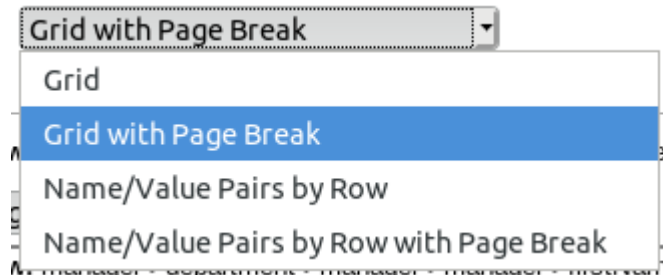 Grid with Page Break
Grid
Grid with Page Break
Name/Value Pairs by Row
Name/Value Pairs by Row with Page Break